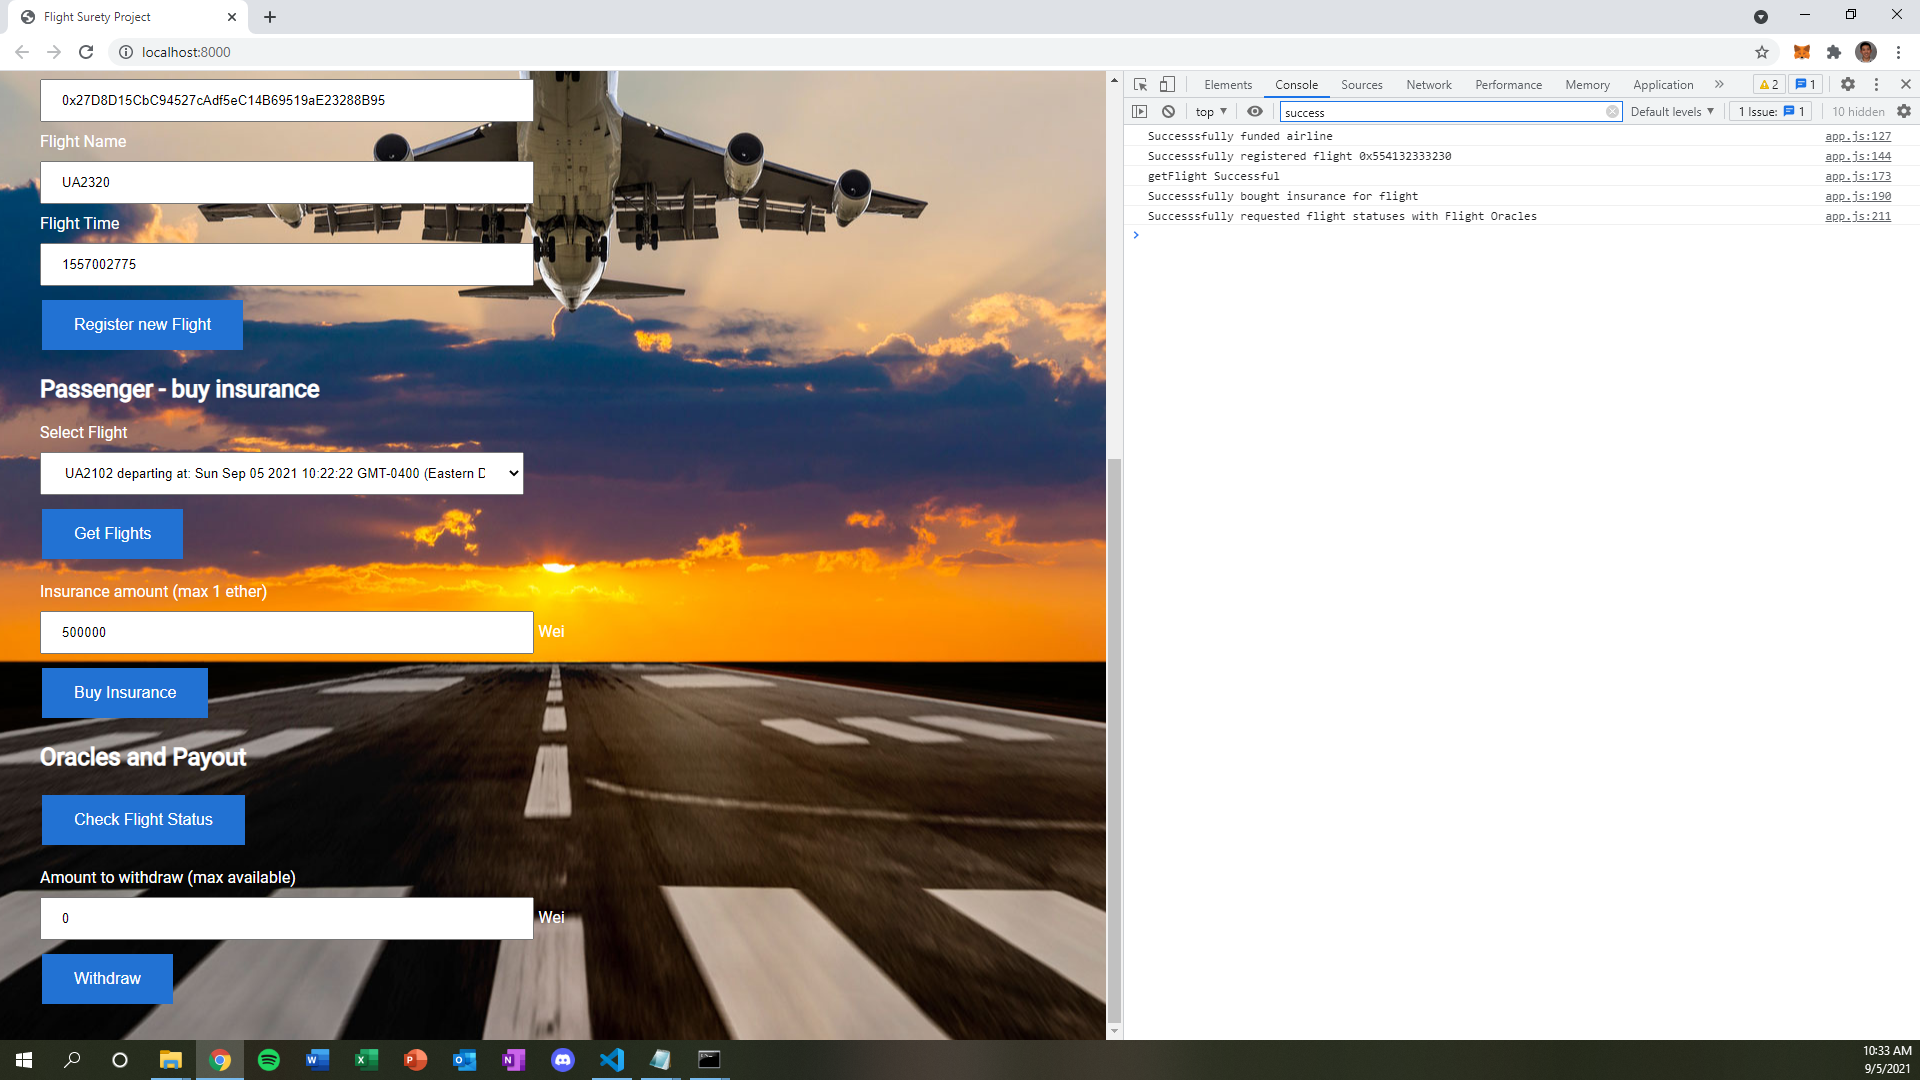 Flight Surety Project
localhost:8000
0x27D8D15CbC94527cAdf5eC14B69519aE23288B95
Flight Name
UA2320
Flight Time
1557002775
Register new Flight
Passenger - buy insurance
Select Flight
UA2102 departing at: Sun Sep 05 2021 10:22:22 GMT-0400 (Eastern D
Get Flights
Insurance amount (max 1 ether)
500000 Wei
Buy Insurance
Oracles and Payout
Check Flight Status
Amount to withdraw (max available)
0 Wei
Withdraw
Elements Console Sources Network Performance Memory Application » 2 1
top success Default levels 1 Issue: 1 10 hidden
Successsfully funded airline app.js:127
Successsfully registered flight 0x554132333230 app.js:144
getFlight Successful app.js:173
Successsfully bought insurance for flight app.js:190
Successsfully requested flight statuses with Flight Oracles app.js:211
10:33 AM
9/5/2021